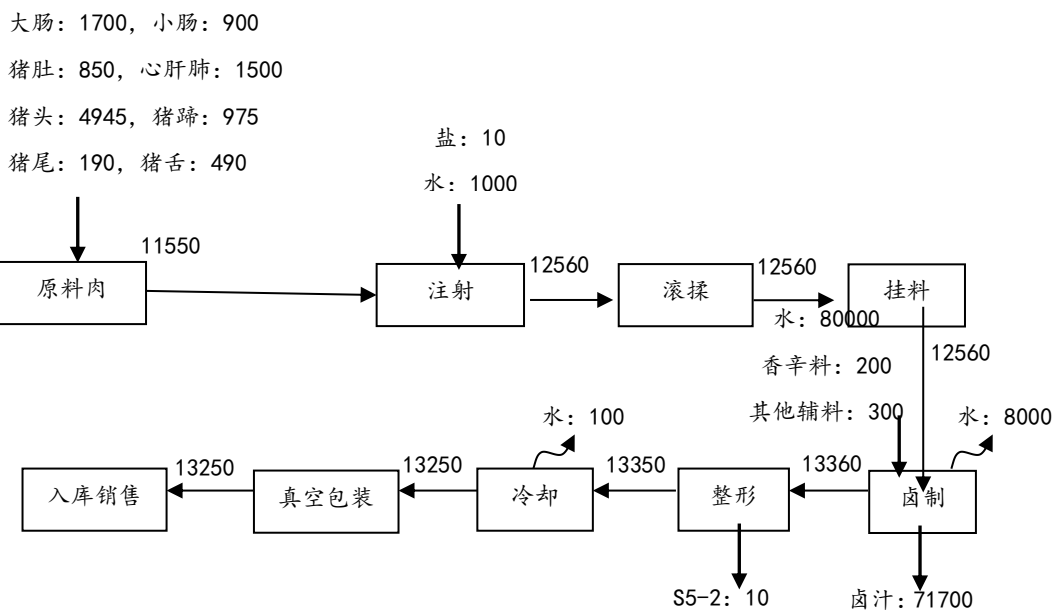 大肠：1700，小肠：900
猪肚：850，心肝肺：1500
猪头：4945，猪蹄：975
猪尾：190，猪舌：490
盐：10
水：1000
11550
12560
12560
原料肉
注射
滚揉
挂料
水：80000
12560
香辛料：200
其他辅料：300
水：100
水：8000
13250
13250
13350
13360
入库销售
真空包装
冷却
整形
卤制
S5-2：10
卤汁：71700